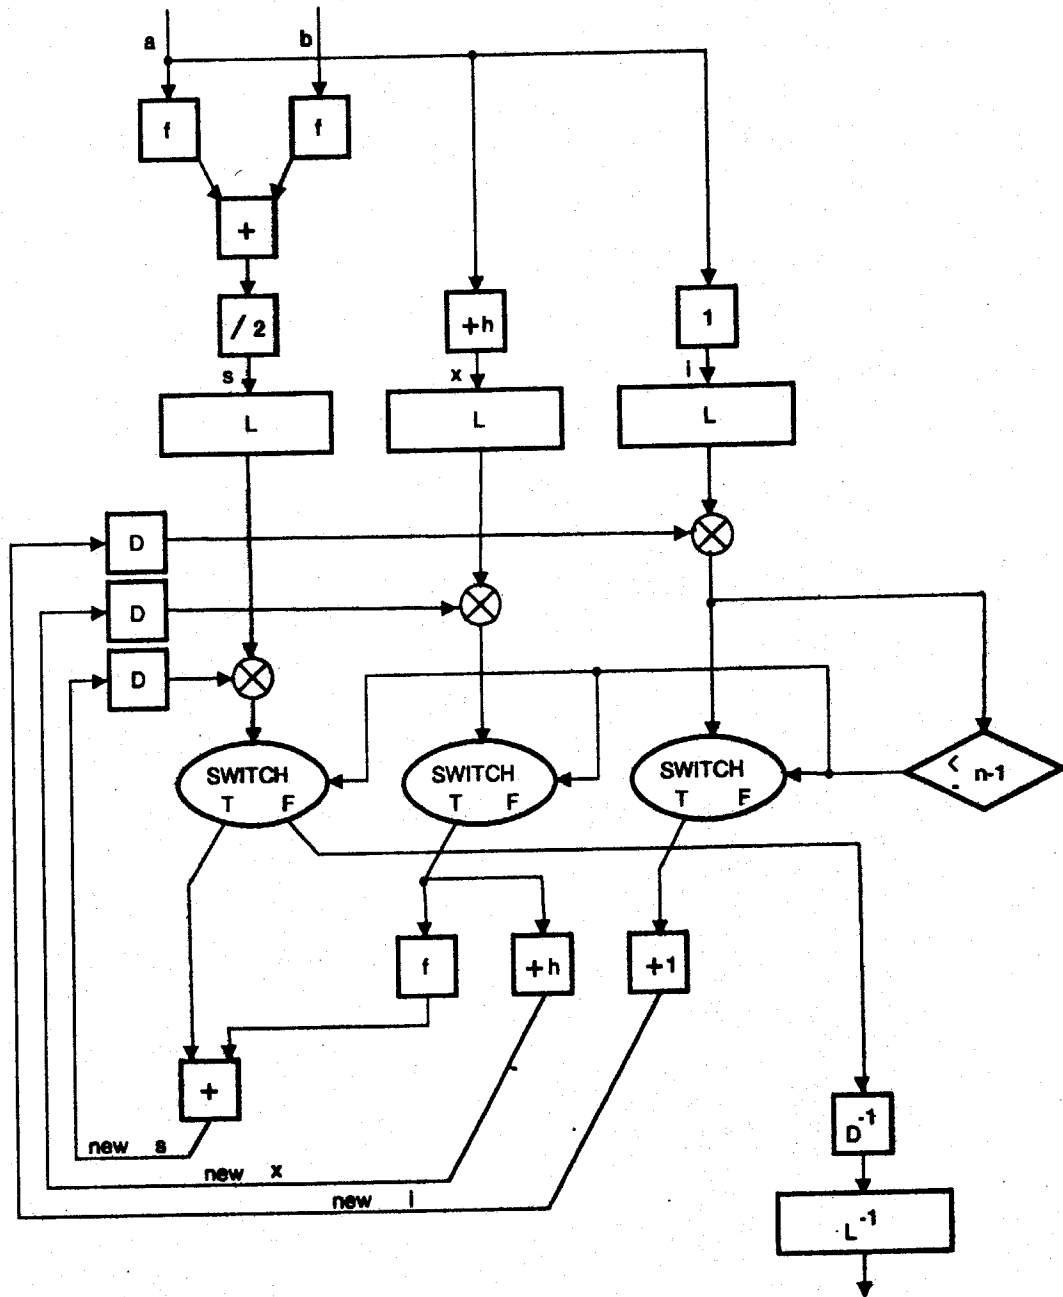 a
b
f
f
+
/ 2
+h
1
s
x
i
L
L
L
D
D
D
SWITCH
T F
SWITCH
T F
SWITCH
T F
<
- n-1
f
+h
+1
+
new s
new x
new i
D-1
L-1